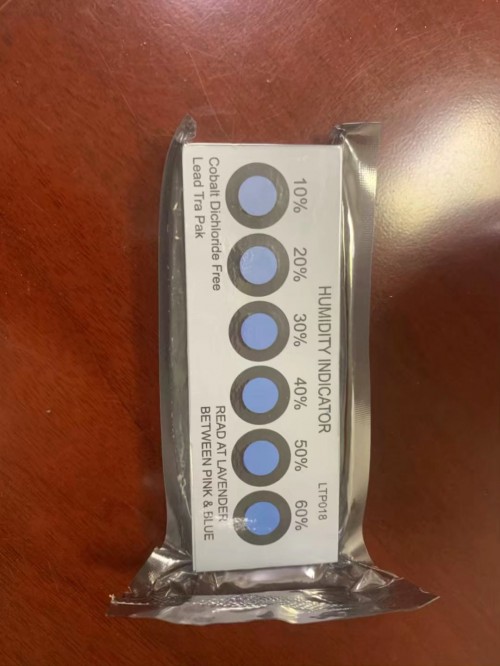 HUMIDITY INDICATOR
LTP018
10%
20%
30%
40%
50%
60%
Cobalt Dichloride Free
Lead Tra Pak
READ AT LAVENDER
BETWEEN PINK & BLUE